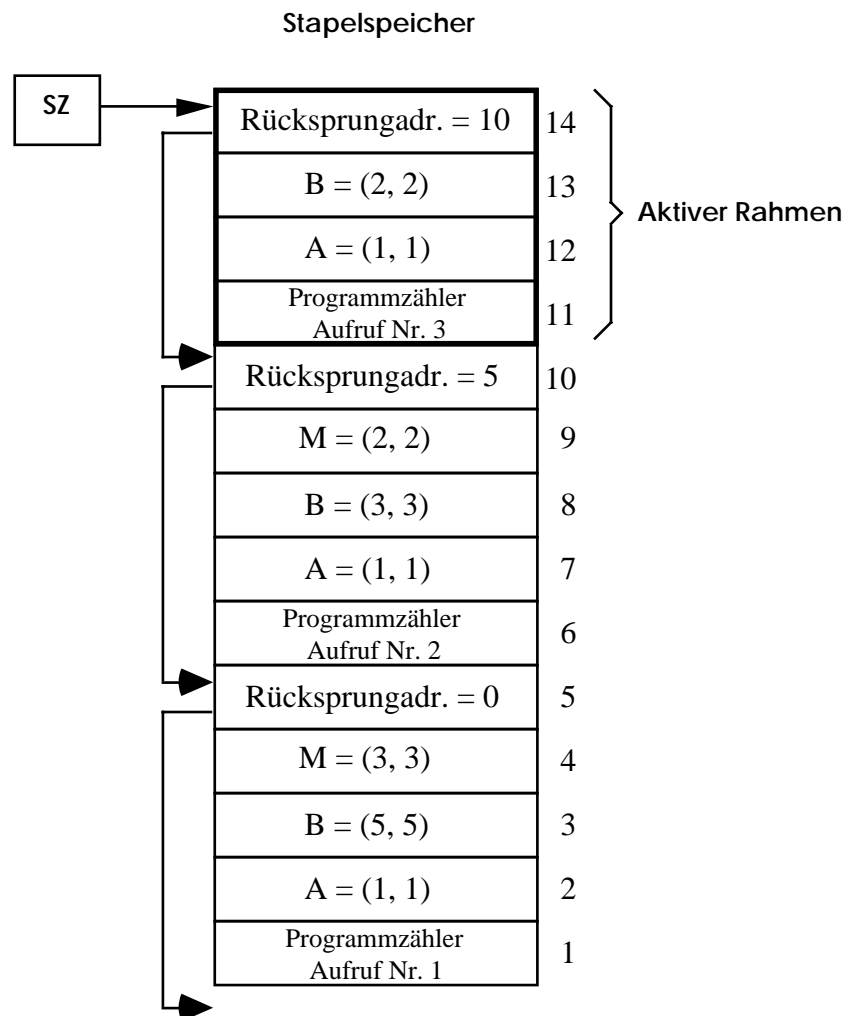 Stapelspeicher
SZ
Rücksprungadr. = 10 14
B = (2, 2) 13
Aktiver Rahmen
A = (1, 1) 12
Programmzähler
Aufruf Nr. 3 11
Rücksprungadr. = 5 10
M = (2, 2) 9
B = (3, 3) 8
A = (1, 1) 7
Programmzähler
Aufruf Nr. 2 6
Rücksprungadr. = 0 5
M = (3, 3) 4
B = (5, 5) 3
A = (1, 1) 2
Programmzähler
Aufruf Nr. 1 1